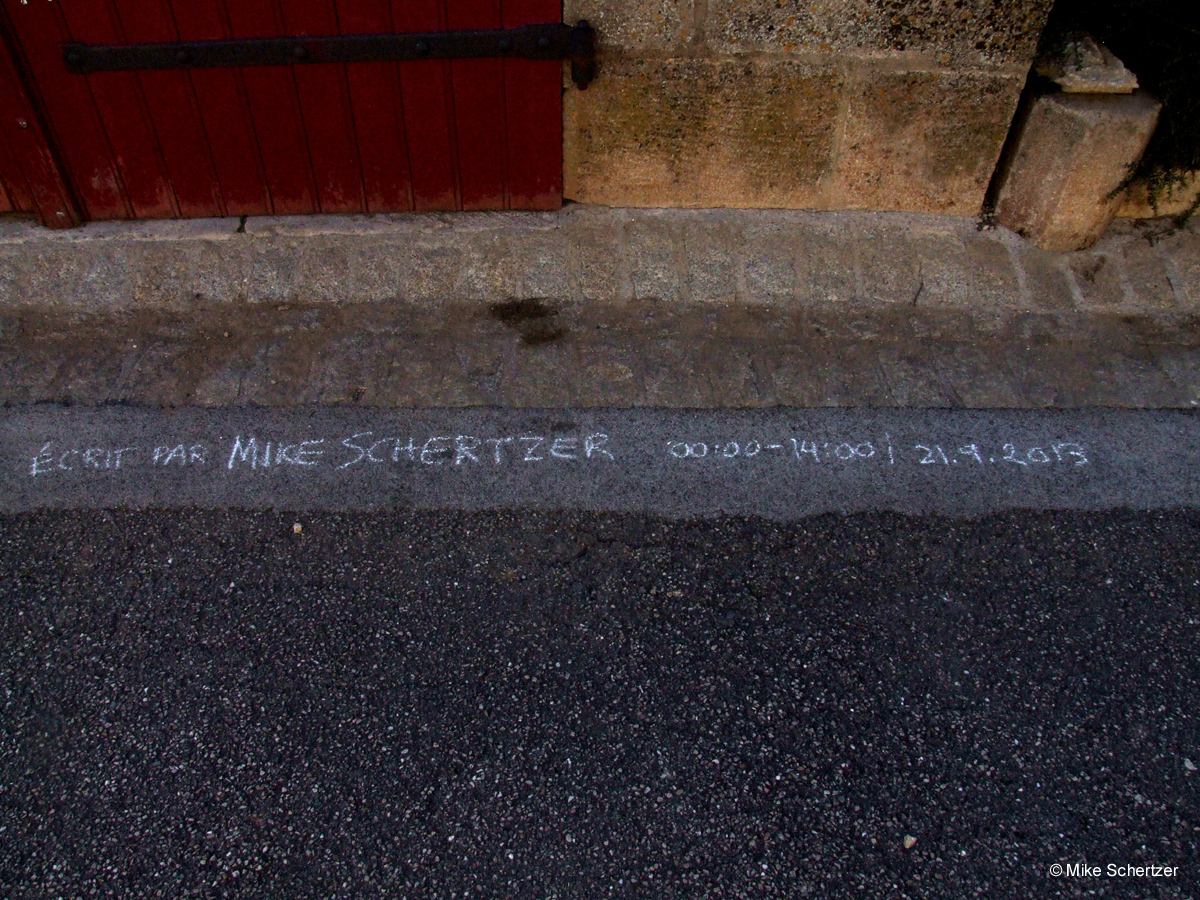 ÉCRIT PAR MIKE SCHERTZER 00:00-14:00/ 21.9.2013
©Mike Schertzer